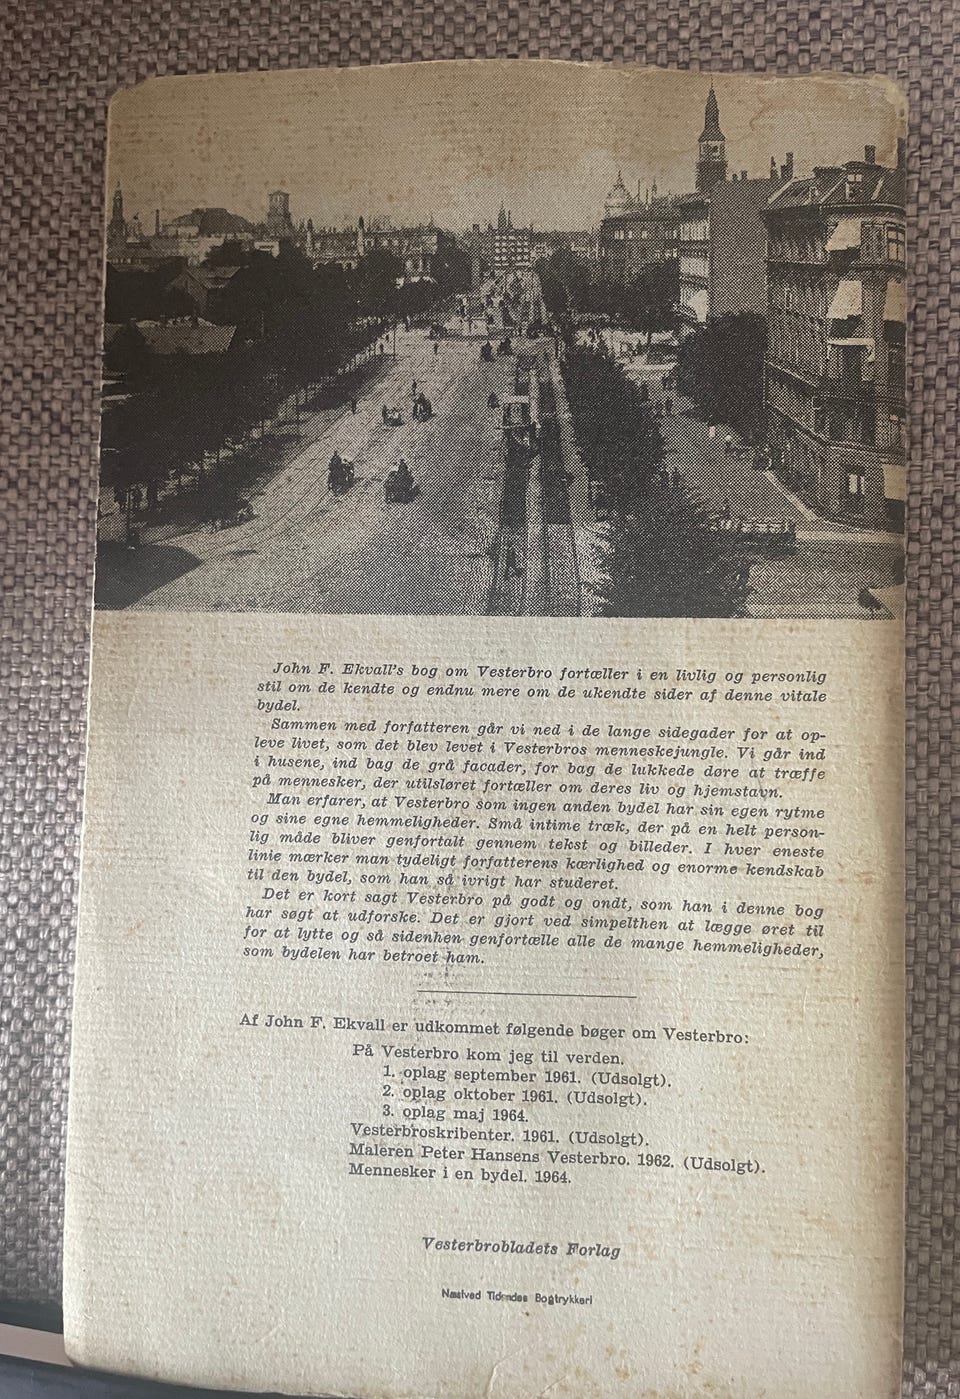 John F. Ekvall's bog om Vesterbro fortæller i en livlig og personlig
stil om de kendte og endnu mere om de ukendte sider af denne vitale
bydel.
Sammen med forfatteren går vi ned i de lange sidegader for at op-
leve livet, som det blev levet i Vesterbros menneskejungle. Vi går ind
i husene, ind bag de grå facader, for bag de lukkede døre at træffe
på mennesker, der utilsløret fortæller om deres liv og hjemstavn.
Man erfarer, at Vesterbro som ingen anden bydel har sin egen rytme
og sine egne hemmeligheder. Små intime træk, der på en helt person-
lig måde bliver genfortalt gennem tekst og billeder. I hver eneste
linie mærker man tydeligt forfatterens kærlighed og enorme kendskab
til den bydel, som han så ivrigt har studeret.
Det er kort sagt Vesterbro på godt og ondt, som han i denne bog
har søgt at udforske. Det er gjort ved simpelthen at lægge øret til
for at lytte og så sidenhen genfortælle alle de mange hemmeligheder,
som bydelen har betroet ham.
Af John F. Ekvall er udkommet følgende bøger om Vesterbro:
På Vesterbro kom jeg til verden.
1. oplag september 1961. (Udsolgt).
2. oplag oktober 1961. (Udsolgt).
3. oplag maj 1964.
Vesterbroskribenter. 1961. (Udsolgt).
Maleren Peter Hansens Vesterbro. 1962. (Udsolgt).
Mennesker i en bydel. 1964.
Vesterbrobladets Forlag
Næstved Tidendes Bogtrykkeri